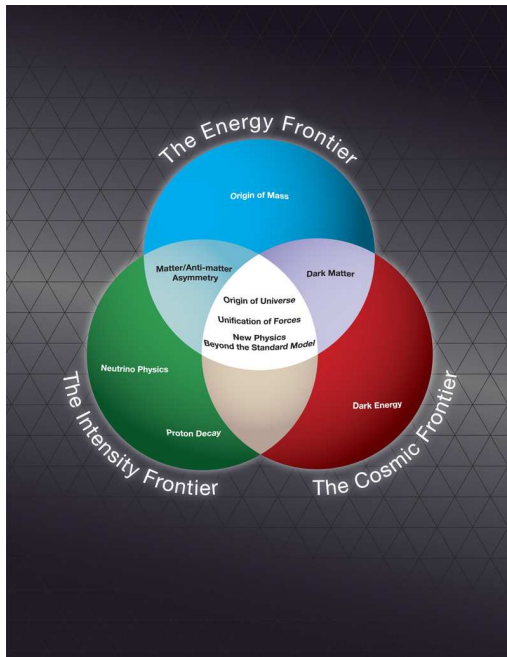 The Energy Frontier
Origin of Mass
Matter/Anti-matter
Asymmetry
Dark Matter
Origin of Universe
Unification of Forces
New Physics
Beyond the Standard Model
Neutrino Physics
Dark Energy
Proton Decay
The Intensity Frontier
The Cosmic Frontier